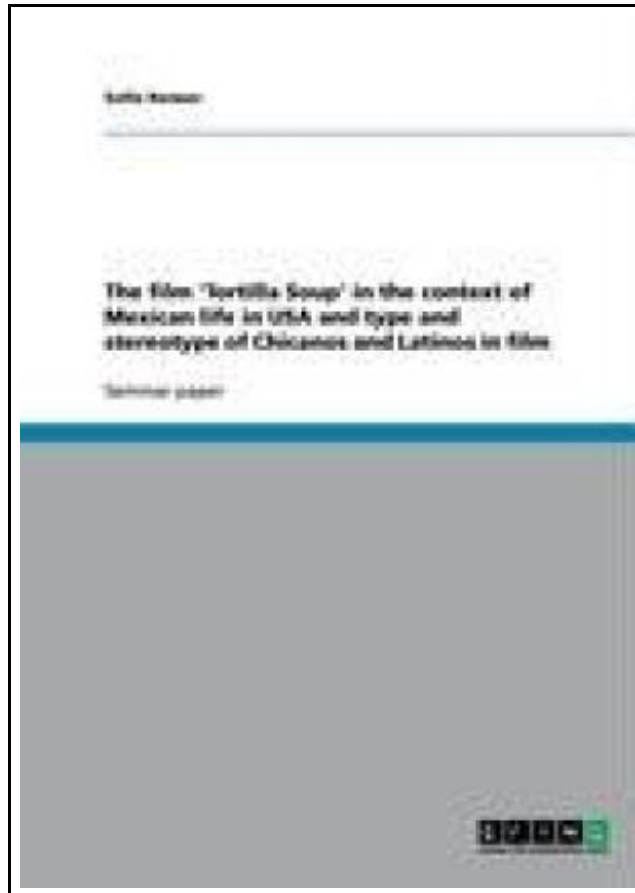 The film 'Tortilla Soup' in the context of
Mexican life in USA and type and
stereotype of Chicanos and Latinos in film
Seminar paper